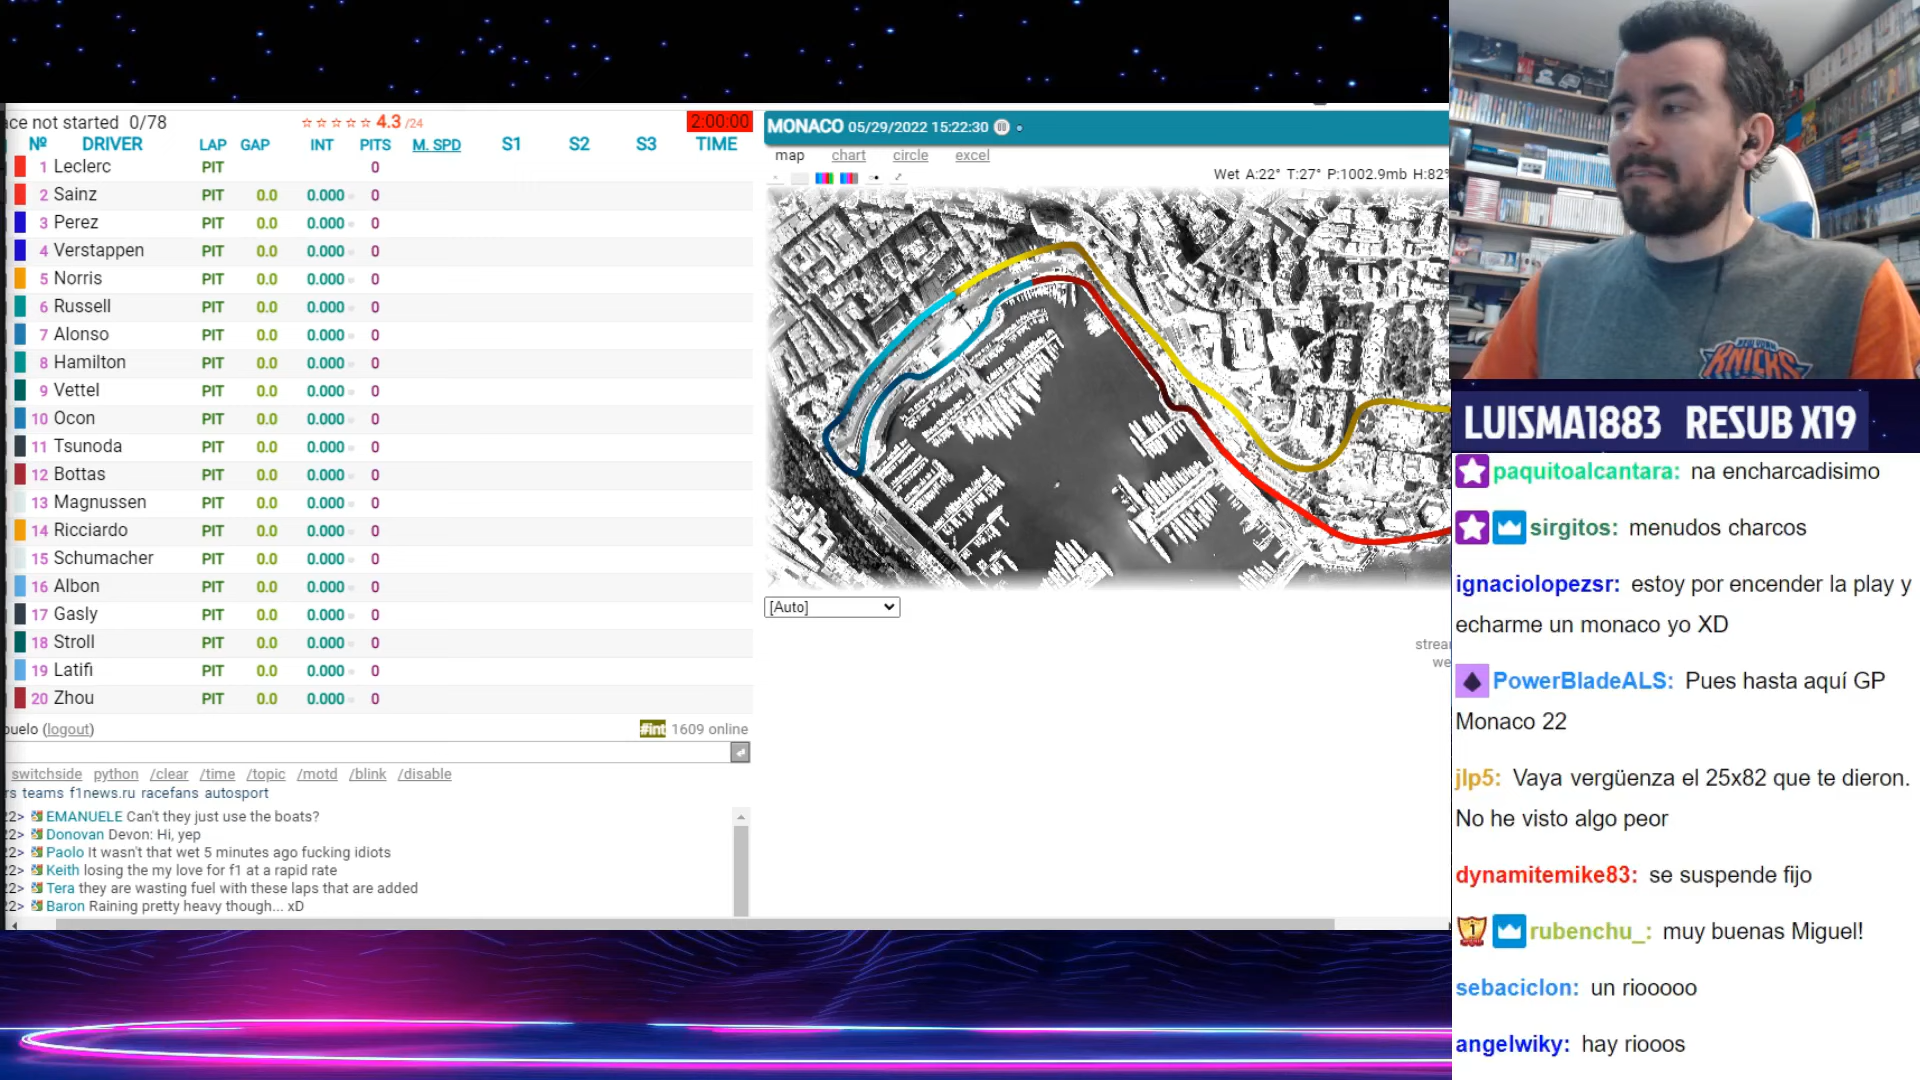 ace not started 0/78
☆☆☆☆☆ 4.3 /24
2:00:00
Nº DRIVER LAP GAP INT PITS M. SPD S1 S2 S3 TIME
1 Leclerc PIT 0
2 Sainz PIT 0.0 0.000 0
3 Perez PIT 0.0 0.000 0
4 Verstappen PIT 0.0 0.000 0
5 Norris PIT 0.0 0.000 0
6 Russell PIT 0.0 0.000 0
7 Alonso PIT 0.0 0.000 0
8 Hamilton PIT 0.0 0.000 0
9 Vettel PIT 0.0 0.000 0
10 Ocon PIT 0.0 0.000 0
11 Tsunoda PIT 0.0 0.000 0
12 Bottas PIT 0.0 0.000 0
13 Magnussen PIT 0.0 0.000 0
14 Ricciardo PIT 0.0 0.000 0
15 Schumacher PIT 0.0 0.000 0
16 Albon PIT 0.0 0.000 0
17 Gasly PIT 0.0 0.000 0
18 Stroll PIT 0.0 0.000 0
19 Latifi PIT 0.0 0.000 0
20 Zhou PIT 0.0 0.000 0
uelo (logout)
#int 1609 online
switchside python /clear /time /topic /motd /blink /disable
rs teams f1news.ru racefans autosport
22> EMANUELE Can't they just use the boats?
22> Donovan Devon: Hi, yep
22> Paolo It wasn't that wet 5 minutes ago fucking idiots
22> Keith losing the my love for f1 at a rapid rate
22> Tera they are wasting fuel with these laps that are added
22> Baron Raining pretty heavy though... xD
MONACO 05/29/2022 15:22:30
map chart circle excel
Wet A:22° T:27° P:1002.9mb H:82%
[Auto]
strea
we
NEW YORK
KNICKS
LUISMA1883 RESUB X19
paquitoalcantara: na encharcadisimo
sirgitos: menudos charcos
ignaciolopezsr: estoy por encender la play y
echarme un monaco yo XD
PowerBladeALS: Pues hasta aquí GP
Monaco 22
jlp5: Vaya vergüenza el 25x82 que te dieron.
No he visto algo peor
dynamitemike83: se suspende fijo
1
rubenchu_: muy buenas Miguel!
sebaciclon: un riooooo
angelwiky: hay riooos